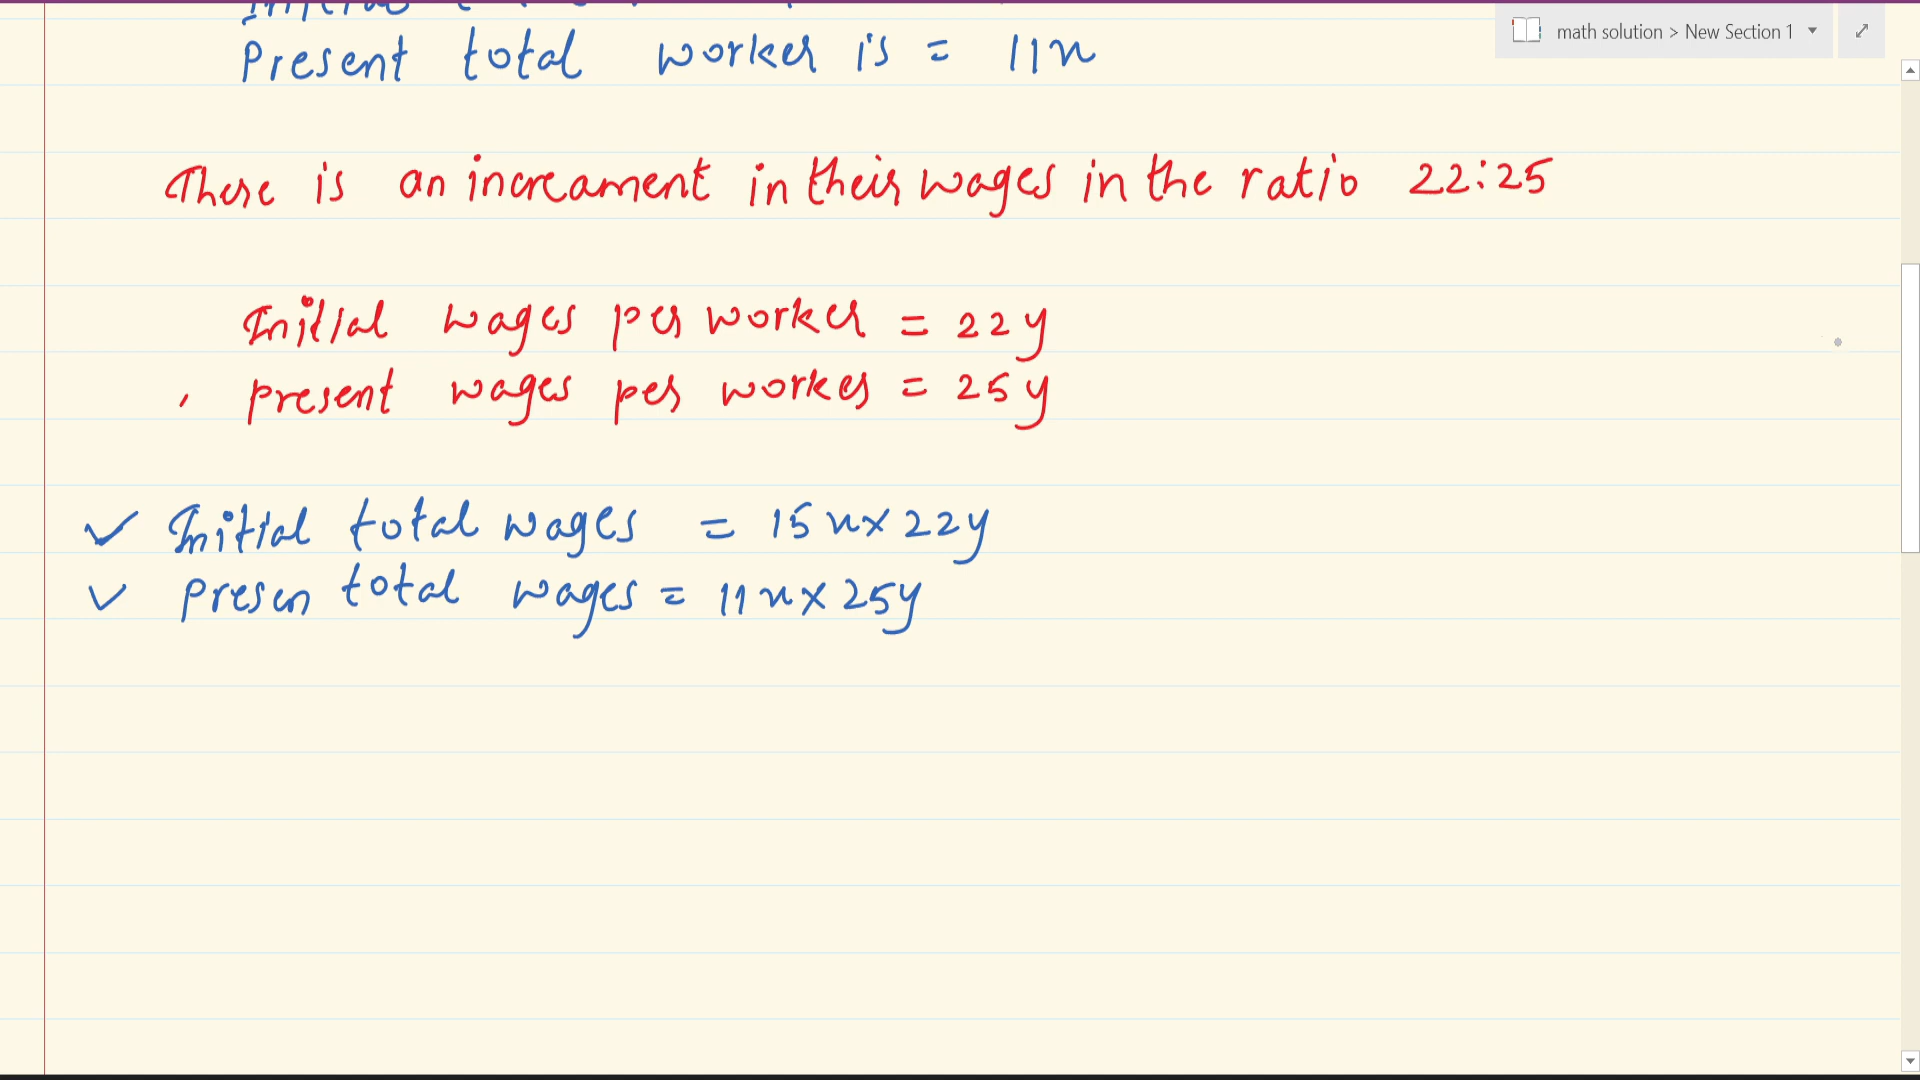 math solution > New Section 1
Present total worker is = 11x
There is an increament in their wages in the ratio 22:25
Initial wages per worker = 22y
present wages per worker = 25y
Initial total wages = 15x × 22y
presen total wages = 11x × 25y